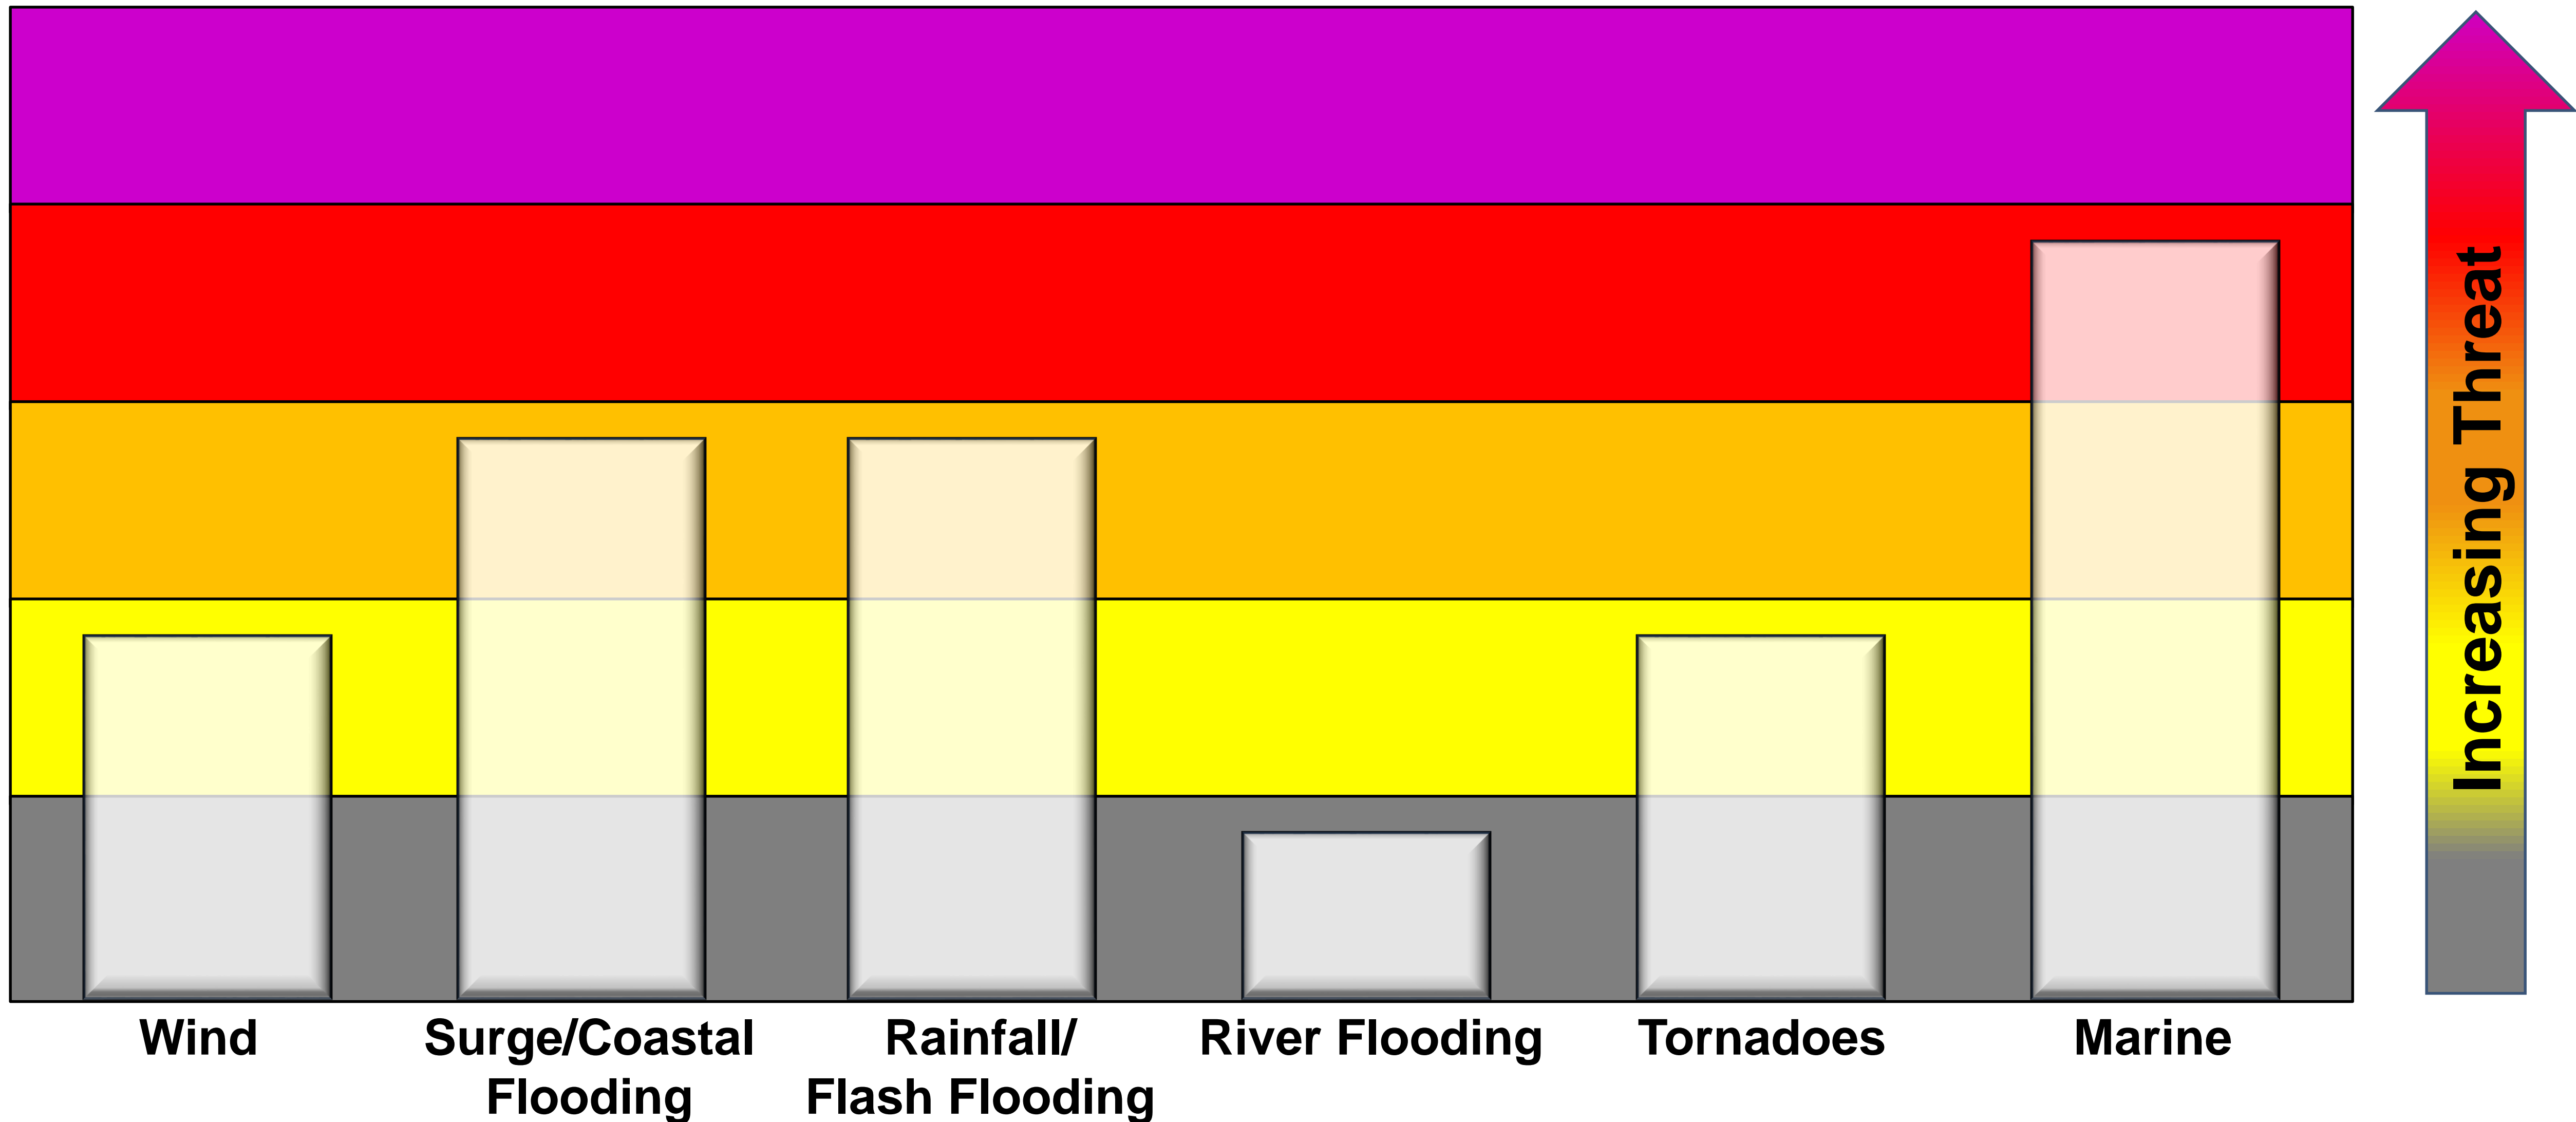 Increasing Threat
Wind
Surge/Coastal
Flooding
Rainfall/
Flash Flooding
River Flooding
Tornadoes
Marine